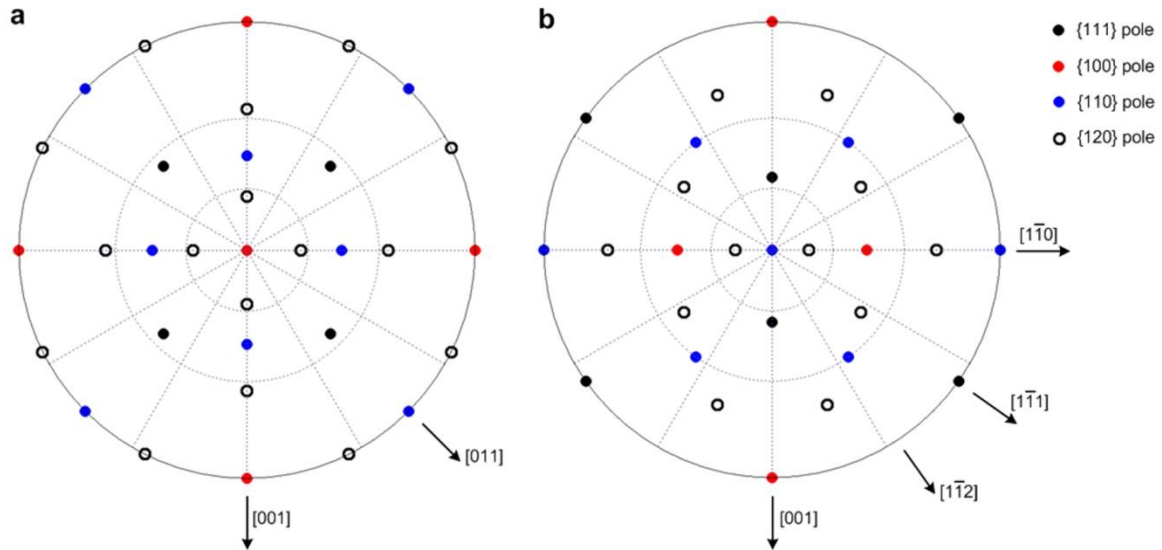 a
b
{111} pole
{100} pole
{110} pole
{120} pole
[11̅0]
[11̅1]
[011]
[11̅2]
[001]
[001]